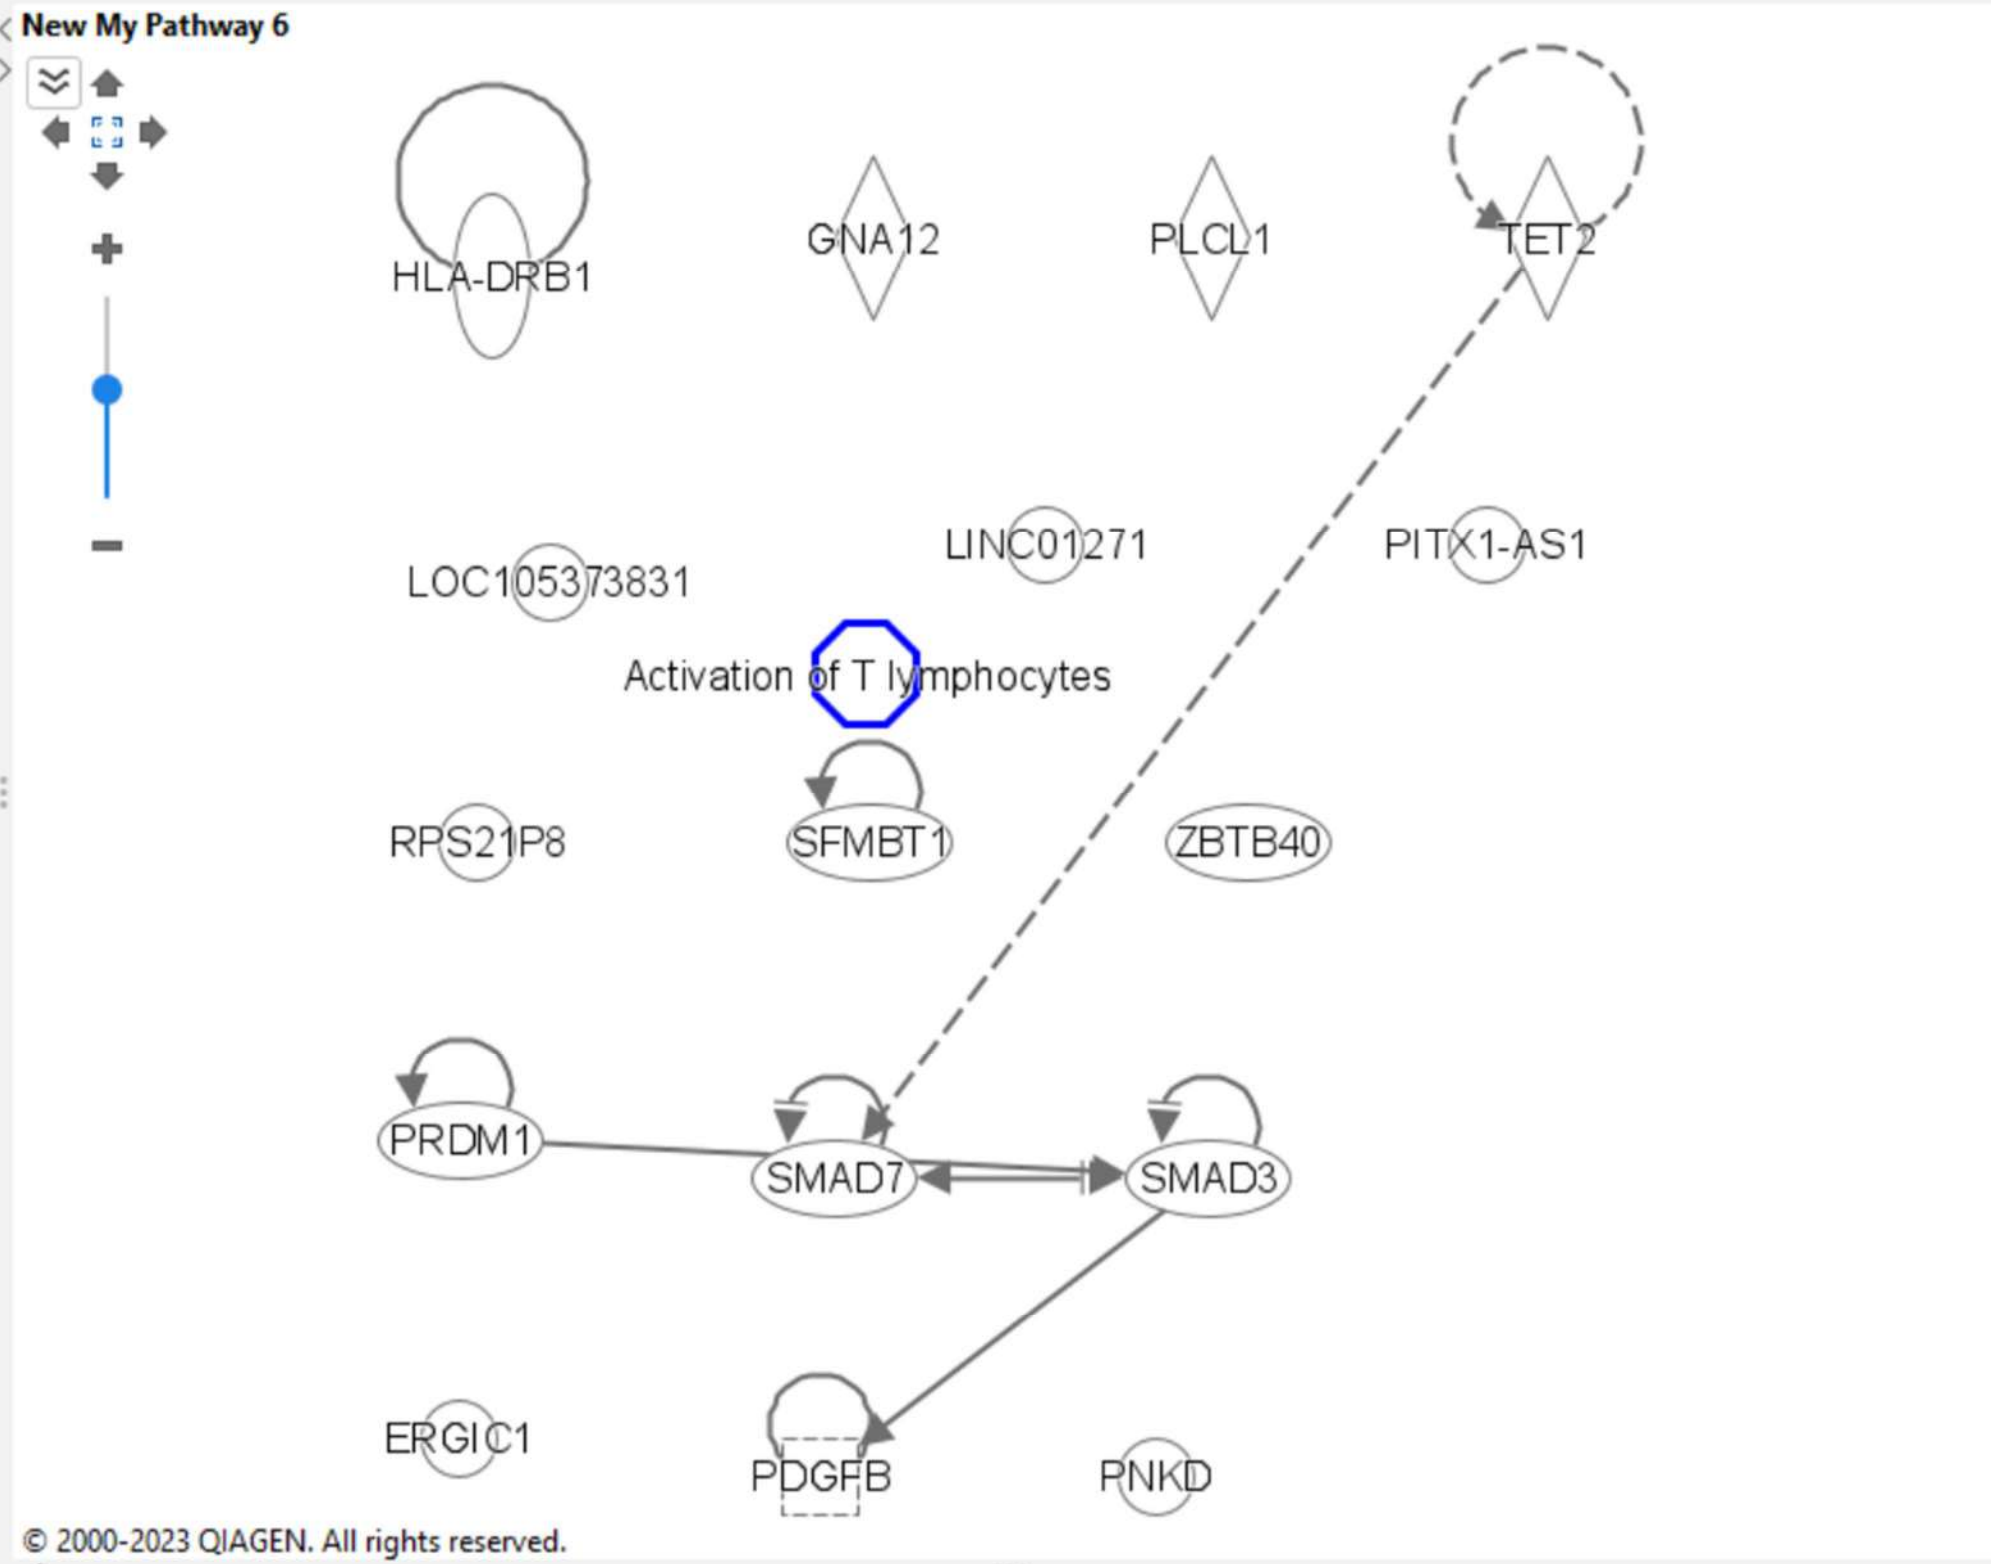 New My Pathway 6
HLA-DRB1
GNA12
PLCL1
TET2
LOC105373831
LINC01271
PITX1-AS1
Activation of T lymphocytes
RPS21P8
SFMBT1
ZBTB40
PRDM1
SMAD7
SMAD3
ERGIC1
PDGFB
PNKD
© 2000-2023 QIAGEN. All rights reserved.